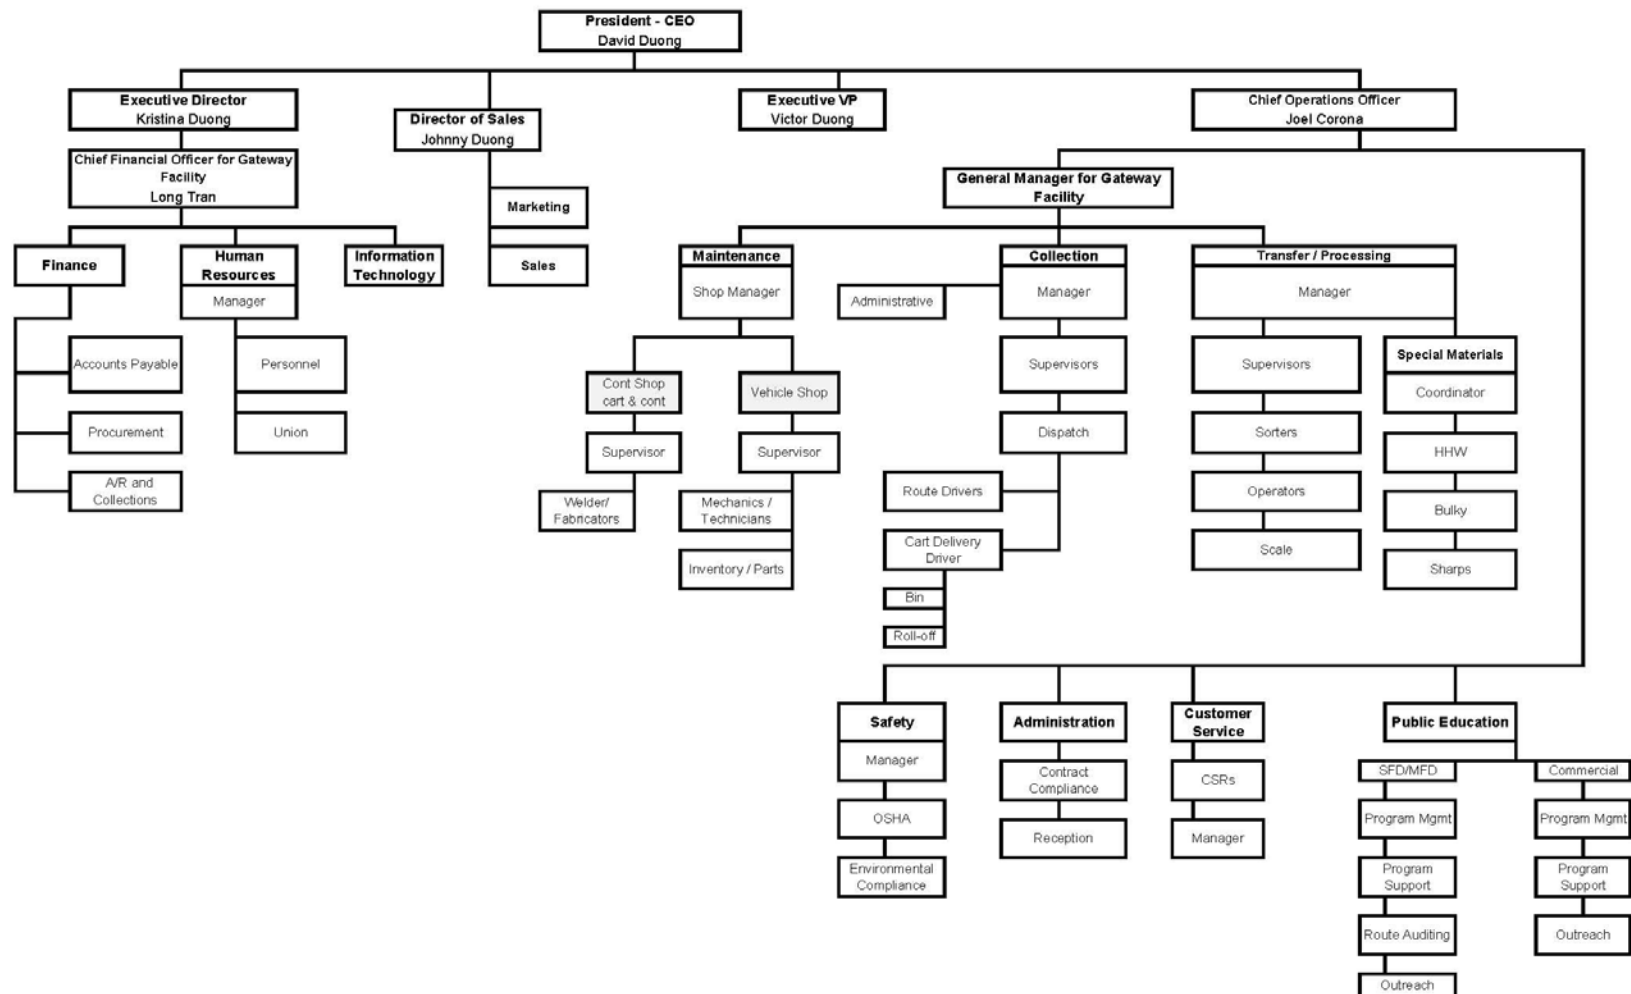 President - CEO
David Duong
Executive Director
Kristina Duong
Director of Sales
Johnny Duong
Executive VP
Victor Duong
Chief Operations Officer
Joel Corona
Chief Financial Officer for Gateway
Facility
Long Tran
General Manager for Gateway
Facility
Marketing
Sales
Finance
Human
Resources
Manager
Information
Technology
Accounts Payable
Procurement
A/R and
Collections
Personnel
Union
Maintenance
Shop Manager
Cont Shop
cart & cont
Supervisor
Welder/
Fabricators
Vehicle Shop
Supervisor
Mechanics /
Technicians
Inventory / Parts
Collection
Manager
Administrative
Supervisors
Dispatch
Route Drivers
Cart Delivery
Driver
Bin
Roll-off
Transfer / Processing
Manager
Supervisors
Sorters
Operators
Scale
Special Materials
Coordinator
HHW
Bulky
Sharps
Safety
Manager
OSHA
Environmental
Compliance
Administration
Contract
Compliance
Reception
Customer
Service
CSRs
Manager
Public Education
SFD/MFD
Program Mgmt
Program
Support
Route Auditing
Outreach
Commercial
Program Mgmt
Program
Support
Outreach